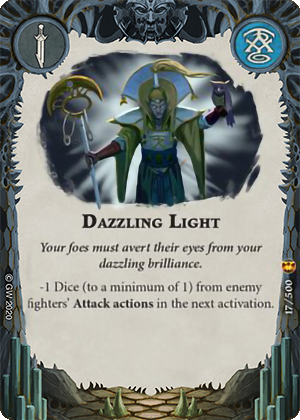 DAZZLING LIGHT
Your foes must avert their eyes from your
dazzling brilliance.
-1 Dice (to a minimum of 1) from enemy
fighters' Attack actions in the next activation.
© GW 2020
17/500